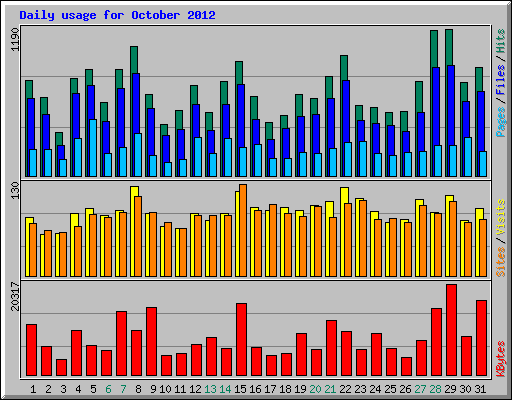 Daily usage for October 2012
1190
Pages / Files / Hits
130
Sites / Visits
20317
KBytes
1 2 3 4 5 6 7 8 9 10 11 12 13 14 15 16 17 18 19 20 21 22 23 24 25 26 27 28 29 30 31